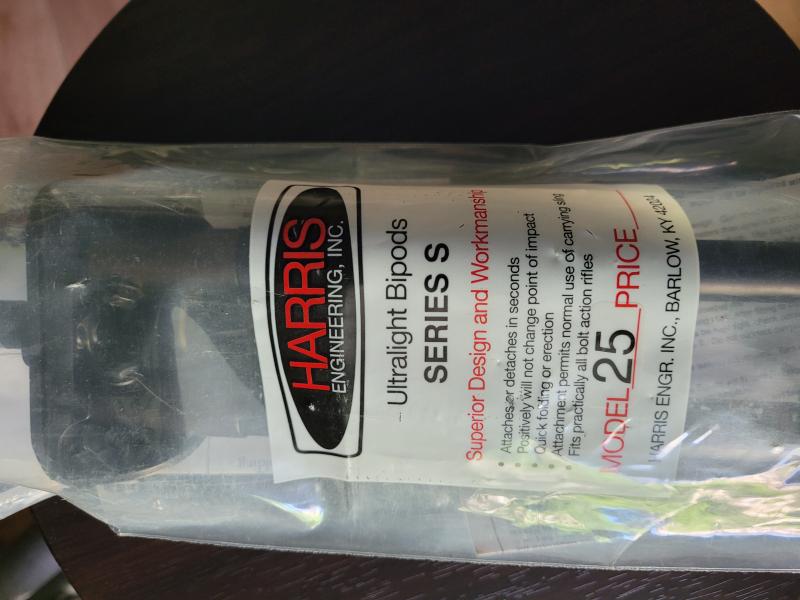 HARRIS
ENGINEERING, INC.
Ultralight Bipods
SERIES S
Superior Design and Workmanship
• Attaches or detaches in seconds
• Positively will not change point of impact
• Quick folding or erection
• Attachment permits normal use of carrying sling
• Fits practically all bolt action rifles
MODEL 25 PRICE
HARRIS ENGR. INC., BARLOW, KY 42024